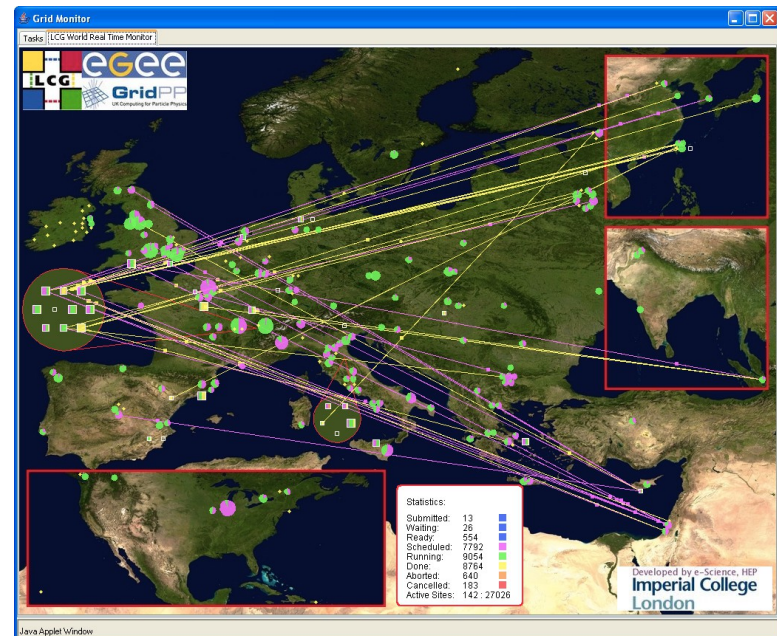 Grid Monitor
Tasks
LCG World Real Time Monitor
LCG
eGee
GridPP
UK Computing for Particle Physics
Statistics:
Submitted: 13
Waiting: 26
Ready: 554
Scheduled: 7792
Running: 9054
Done: 8764
Aborted: 640
Cancelled: 183
Active Sites: 142 : 27026
Developed by e-Science, HEP
Imperial College
London
Java Applet Window